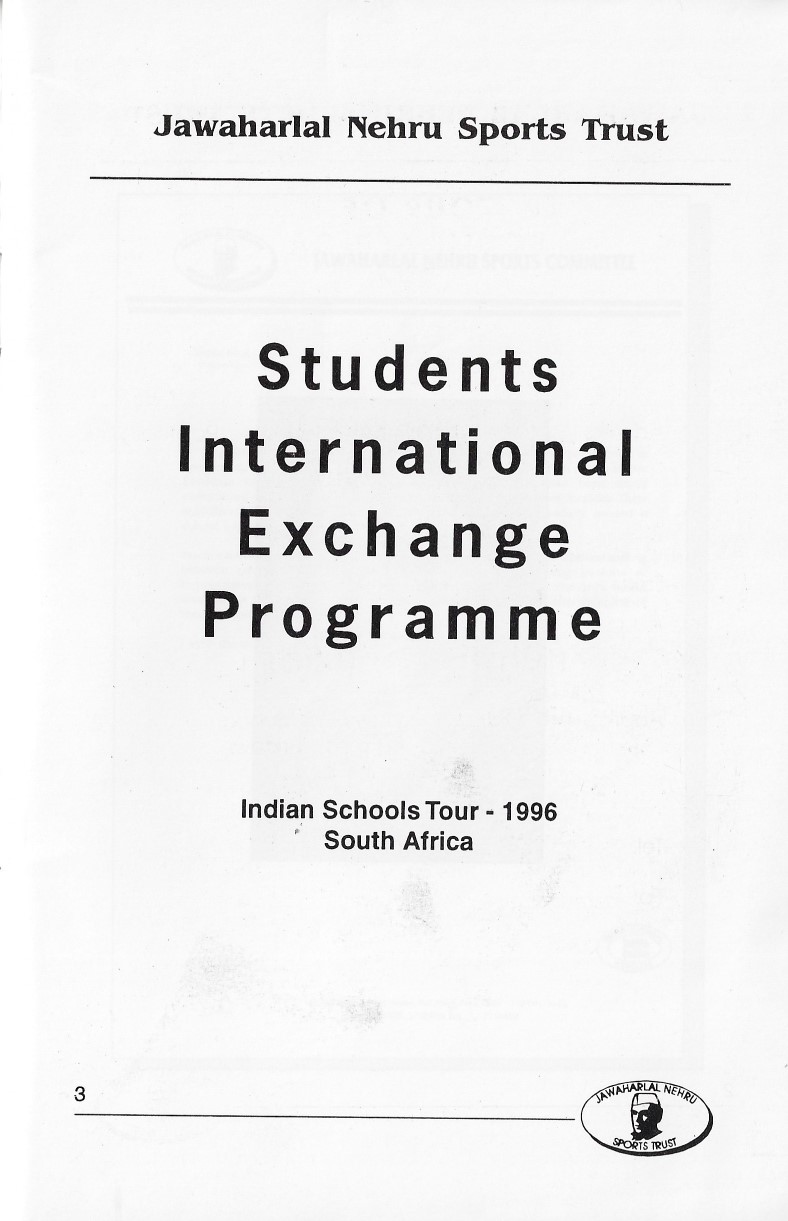 Jawaharlal Nehru Sports Trust
Students
International
Exchange
Programme
Indian Schools Tour - 1996
South Africa
3
JAWAHARLAL NEHRU
SPORTS TRUST